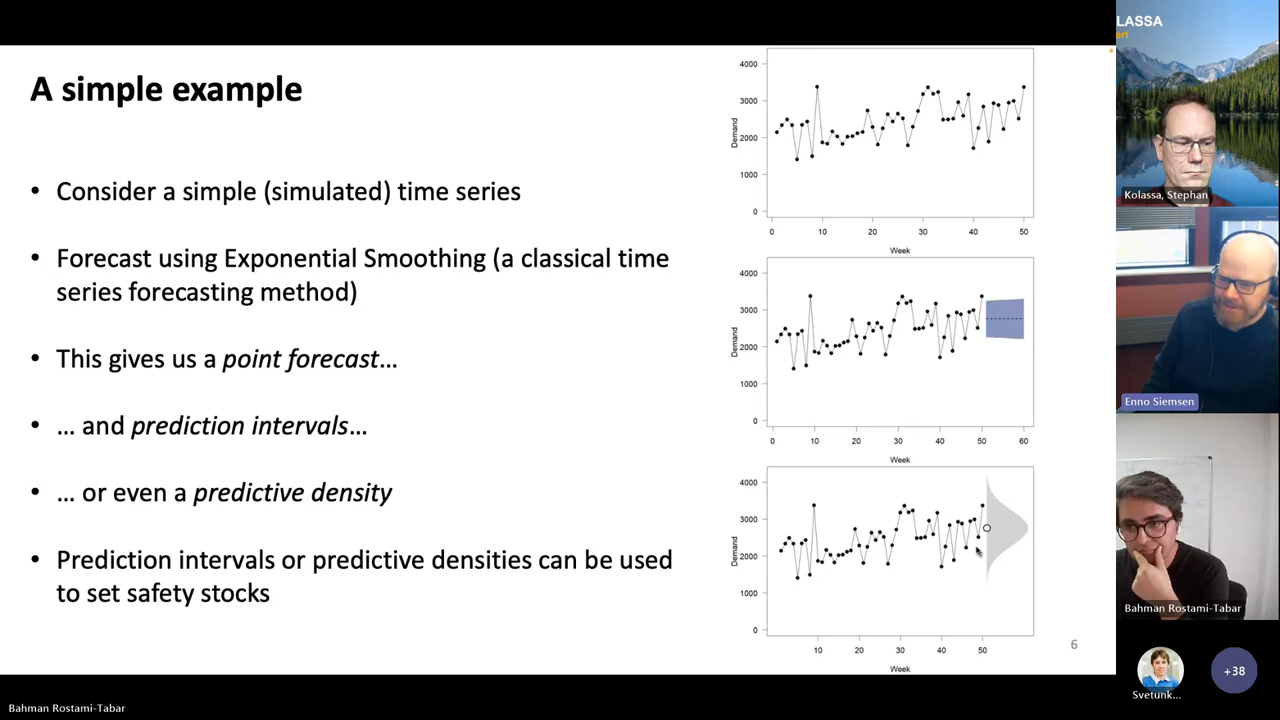 A simple example
• Consider a simple (simulated) time series
• Forecast using Exponential Smoothing (a classical time
series forecasting method)
• This gives us a point forecast...
• ... and prediction intervals...
• ... or even a predictive density
• Prediction intervals or predictive densities can be used
to set safety stocks
4000
3000
2000
1000
0
Demand
0 10 20 30 40 50
Week
4000
3000
2000
1000
0
Demand
0 10 20 30 40 50 60
Week
4000
3000
2000
1000
0
Demand
10 20 30 40 50
Week
6
LASSA
ert
Kolassa, Stephan
Enno Siemsen
Bahman Rostami-Tabar
Svetunk...
+38
Bahman Rostami-Tabar